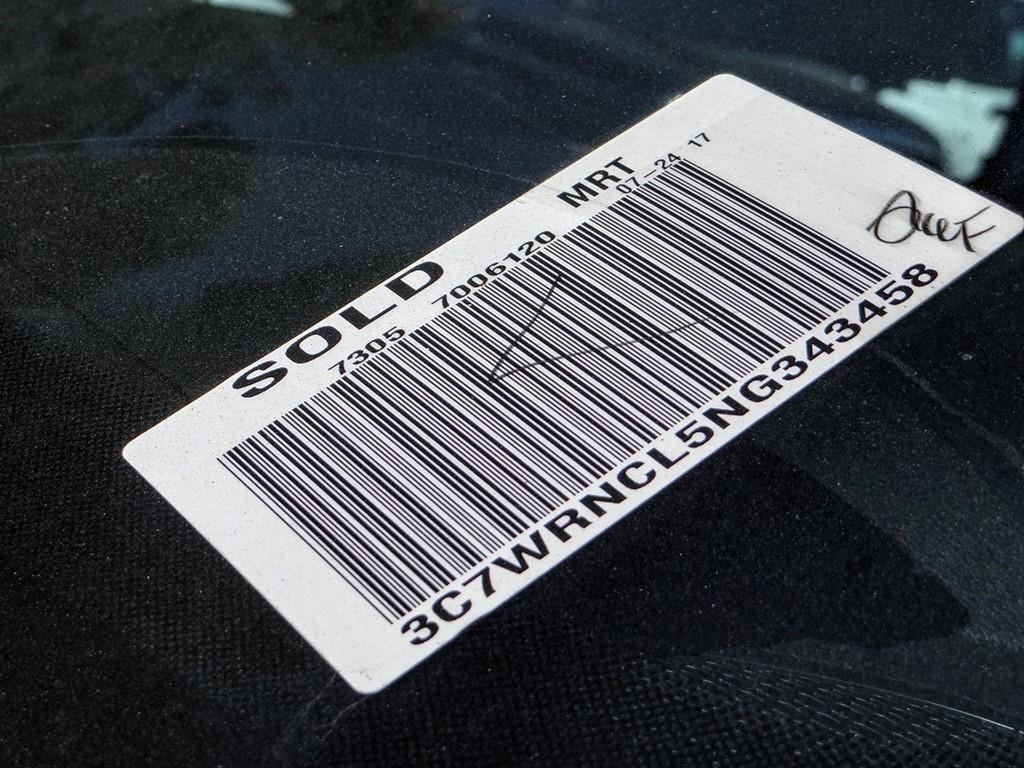 SOLD
7305 7006120 MRT
07-24 17
3C7WRNCL5NG343458